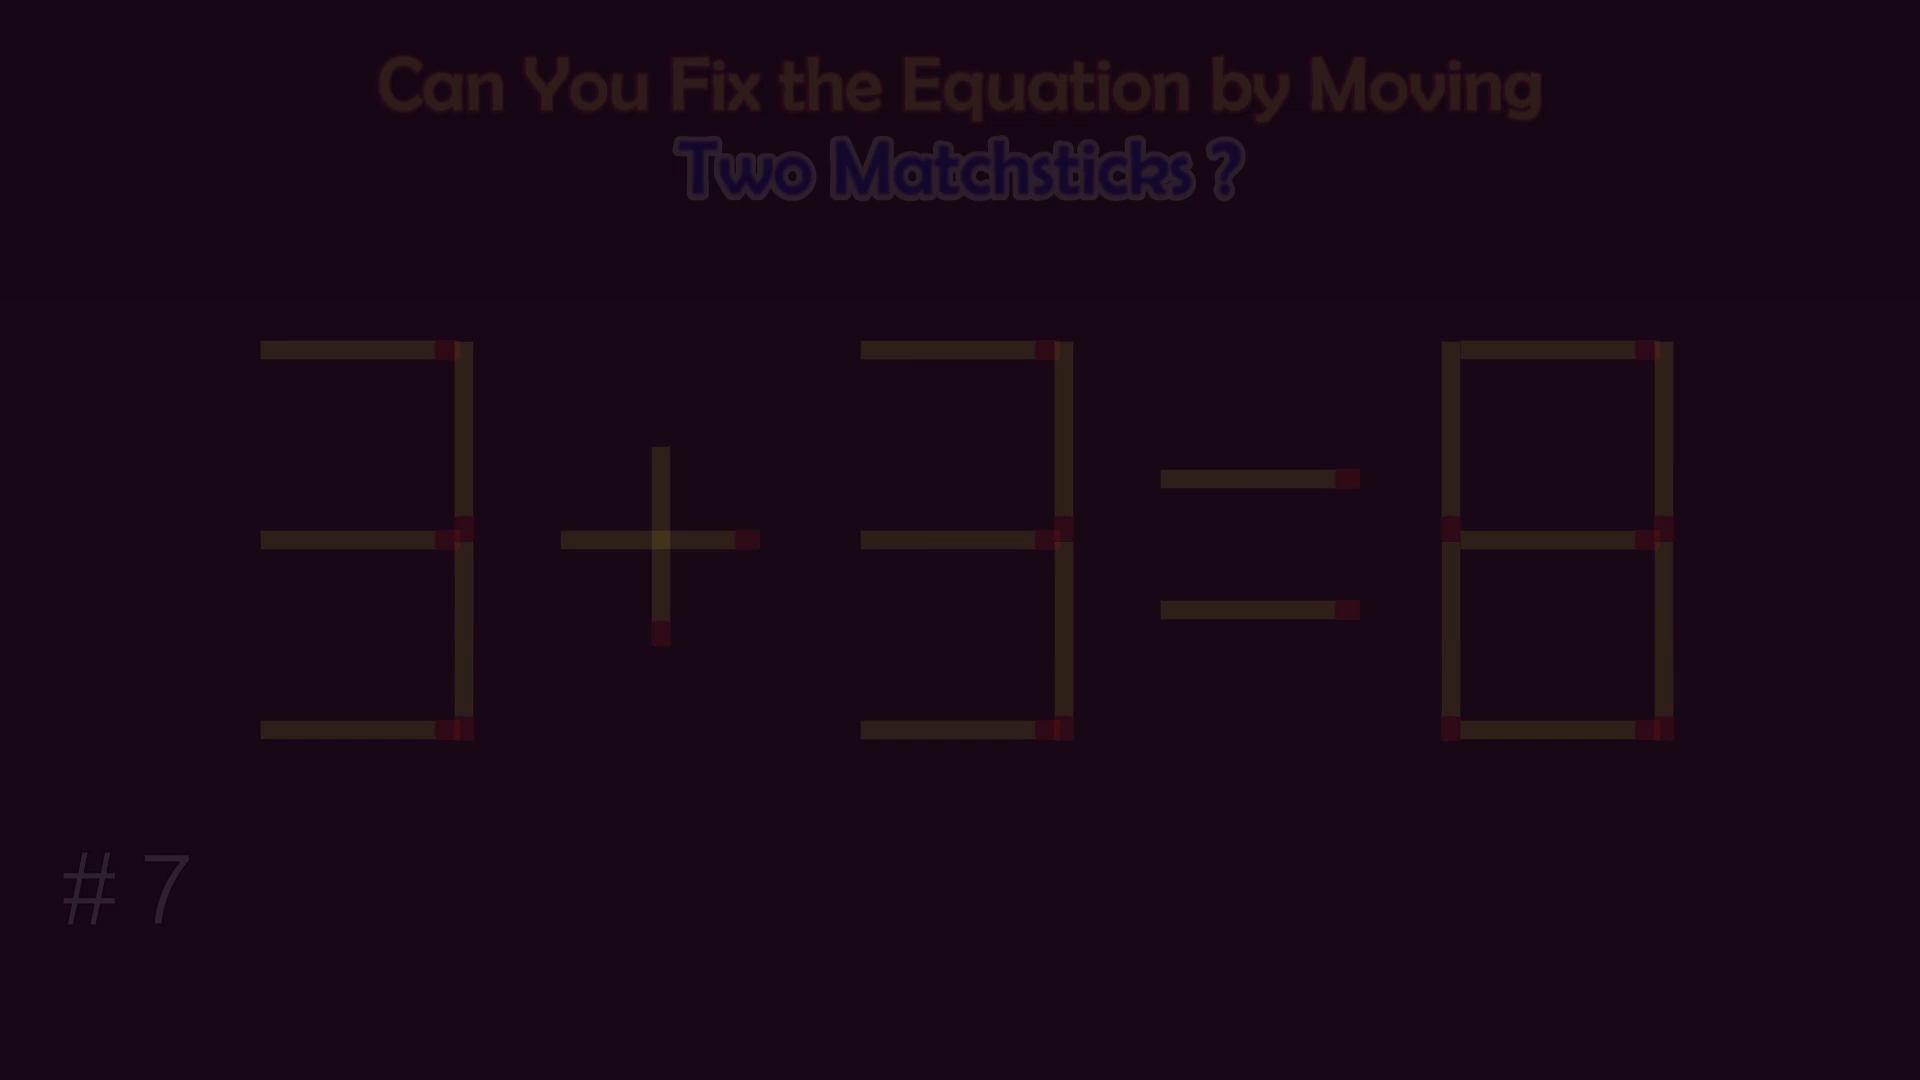 Can You Fix the Equation by Moving
Two Matchsticks ?
3 + 3 = 8
# 7